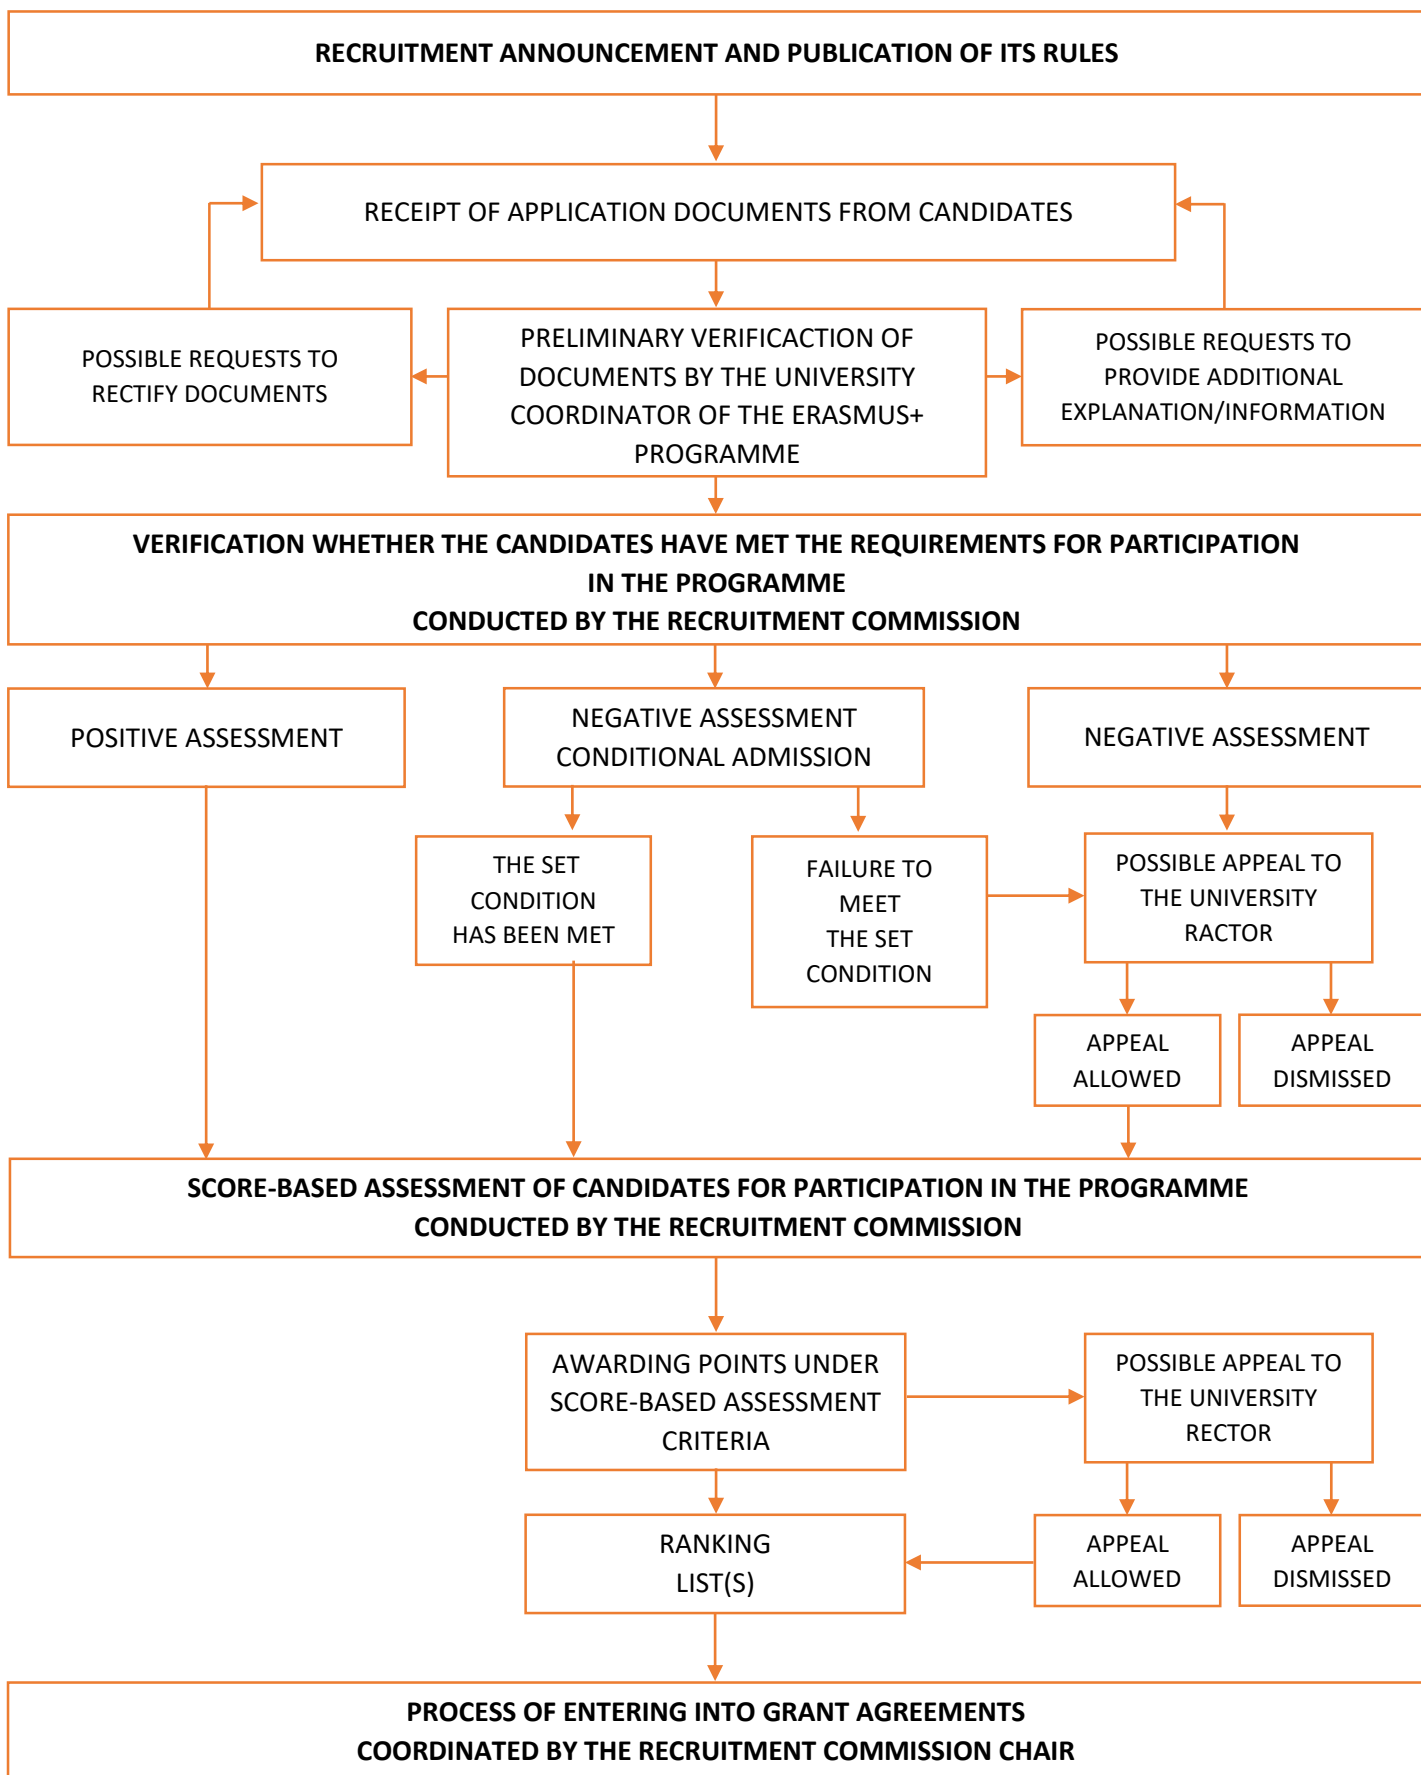 RECRUITMENT ANNOUNCEMENT AND PUBLICATION OF ITS RULES
RECEIPT OF APPLICATION DOCUMENTS FROM CANDIDATES
POSSIBLE REQUESTS TO
RECTIFY DOCUMENTS
PRELIMINARY VERIFICACTION OF
DOCUMENTS BY THE UNIVERSITY
COORDINATOR OF THE ERASMUS+
PROGRAMME
POSSIBLE REQUESTS TO
PROVIDE ADDITIONAL
EXPLANATION/INFORMATION
VERIFICATION WHETHER THE CANDIDATES HAVE MET THE REQUIREMENTS FOR PARTICIPATION
IN THE PROGRAMME
CONDUCTED BY THE RECRUITMENT COMMISSION
POSITIVE ASSESSMENT
NEGATIVE ASSESSMENT
CONDITIONAL ADMISSION
NEGATIVE ASSESSMENT
THE SET
CONDITION
HAS BEEN MET
FAILURE TO
MEET
THE SET
CONDITION
POSSIBLE APPEAL TO
THE UNIVERSITY
RACTOR
APPEAL
ALLOWED
APPEAL
DISMISSED
SCORE-BASED ASSESSMENT OF CANDIDATES FOR PARTICIPATION IN THE PROGRAMME
CONDUCTED BY THE RECRUITMENT COMMISSION
AWARDING POINTS UNDER
SCORE-BASED ASSESSMENT
CRITERIA
POSSIBLE APPEAL TO
THE UNIVERSITY
RECTOR
RANKING
LIST(S)
APPEAL
ALLOWED
APPEAL
DISMISSED
PROCESS OF ENTERING INTO GRANT AGREEMENTS
COORDINATED BY THE RECRUITMENT COMMISSION CHAIR